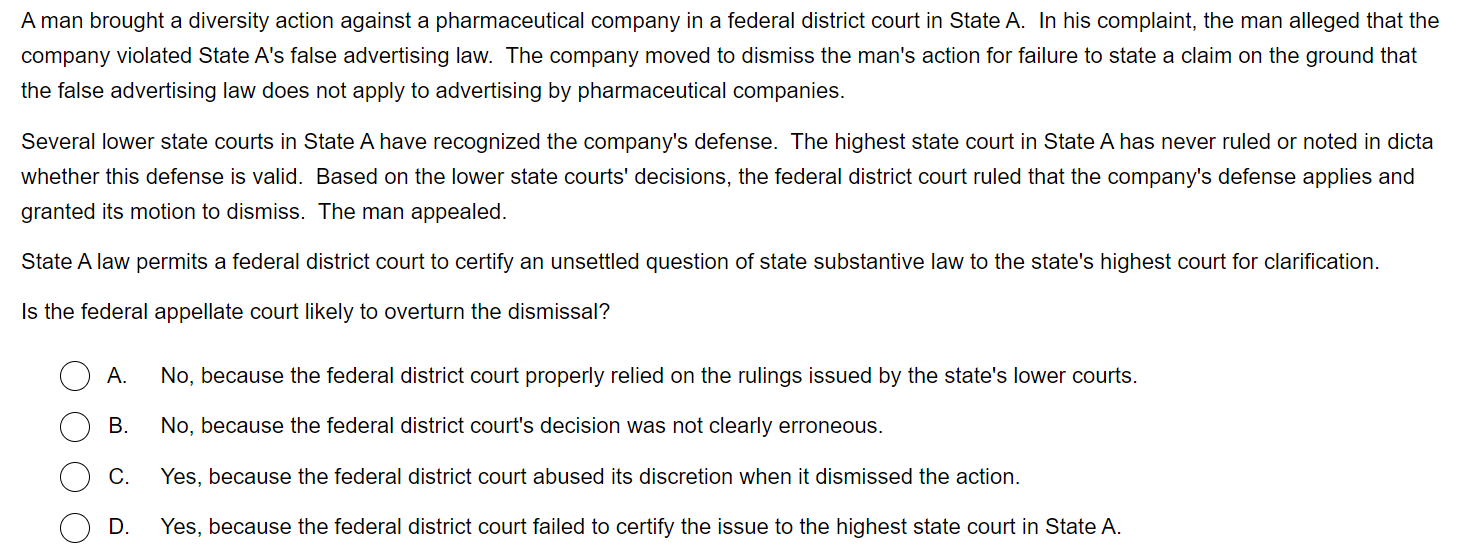 A man brought a diversity action against a pharmaceutical company in a federal district court in State A.  In his complaint, the man alleged that the
company violated State A's false advertising law.  The company moved to dismiss the man's action for failure to state a claim on the ground that
the false advertising law does not apply to advertising by pharmaceutical companies.
Several lower state courts in State A have recognized the company's defense.  The highest state court in State A has never ruled or noted in dicta
whether this defense is valid.  Based on the lower state courts' decisions, the federal district court ruled that the company's defense applies and
granted its motion to dismiss.  The man appealed.
State A law permits a federal district court to certify an unsettled question of state substantive law to the state's highest court for clarification.
Is the federal appellate court likely to overturn the dismissal?
A. No, because the federal district court properly relied on the rulings issued by the state's lower courts.
B. No, because the federal district court's decision was not clearly erroneous.
C. Yes, because the federal district court abused its discretion when it dismissed the action.
D. Yes, because the federal district court failed to certify the issue to the highest state court in State A.